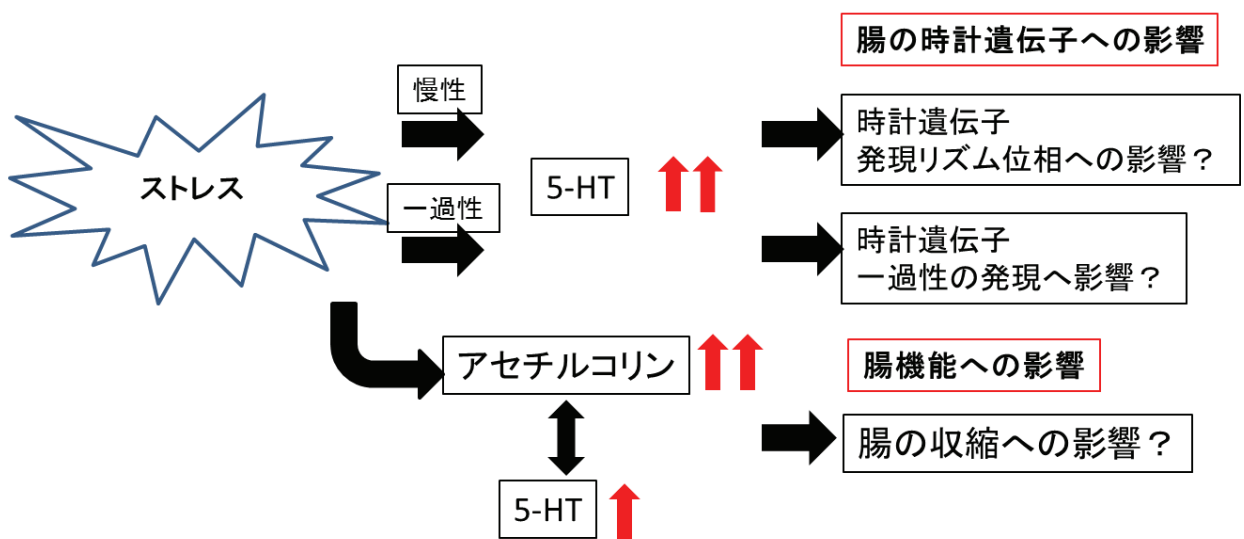 腸の時計遺伝子への影響
慢性
時計遺伝子
発現リズム位相への影響？
ストレス
5-HT
一過性
時計遺伝子
一過性の発現へ影響？
アセチルコリン
腸機能への影響
腸の収縮への影響？
5-HT